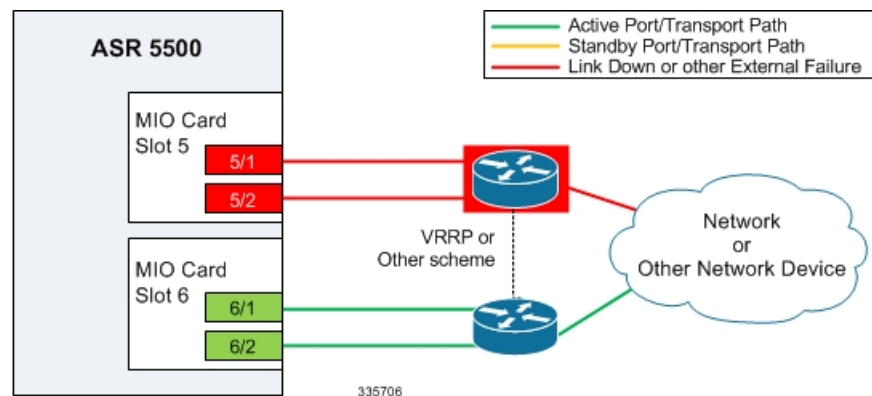 ASR 5500
Active Port/Transport Path
Standby Port/Transport Path
Link Down or other External Failure
MIO Card
Slot 5
5/1
5/2
VRRP or
Other scheme
Network
or
Other Network Device
MIO Card
Slot 6
6/1
6/2
335706